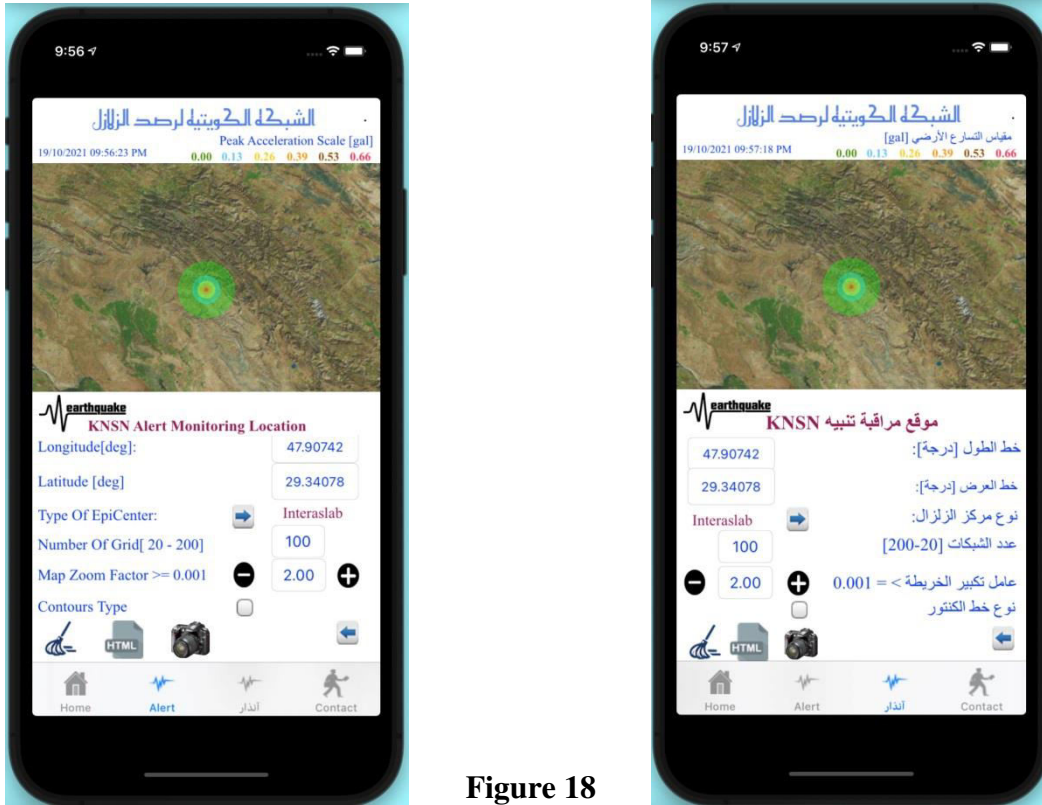 9:56
الشبكة الكويتية لرصد الزلازل
Peak Acceleration Scale [gal]
19/10/2021 09:56:23 PM
0.00 0.13 0.26 0.39 0.53 0.66
earthquake
KNSN Alert Monitoring Location
Longitude[deg]: 47.90742
Latitude [deg] 29.34078
Type Of EpiCenter: Interaslab
Number Of Grid[ 20 - 200] 100
Map Zoom Factor >= 0.001 2.00
Contours Type
HTML
Home Alert آنذار Contact
9:57
الشبكة الكويتية لرصد الزلازل
مقياس التسارع الأرضي [gal]
19/10/2021 09:57:18 PM
0.00 0.13 0.26 0.39 0.53 0.66
earthquake
موقع مراقبة تنبيه KNSN
خط الطول [درجة]: 47.90742
خط العرض [درجة]: 29.34078
نوع مركز الزلزال: Interaslab
عدد الشبكات [20-200] 100
عامل تكبير الخريطة > = 0.001 2.00
نوع خط الكنتور
HTML
Home Alert آنذار Contact
Figure 18